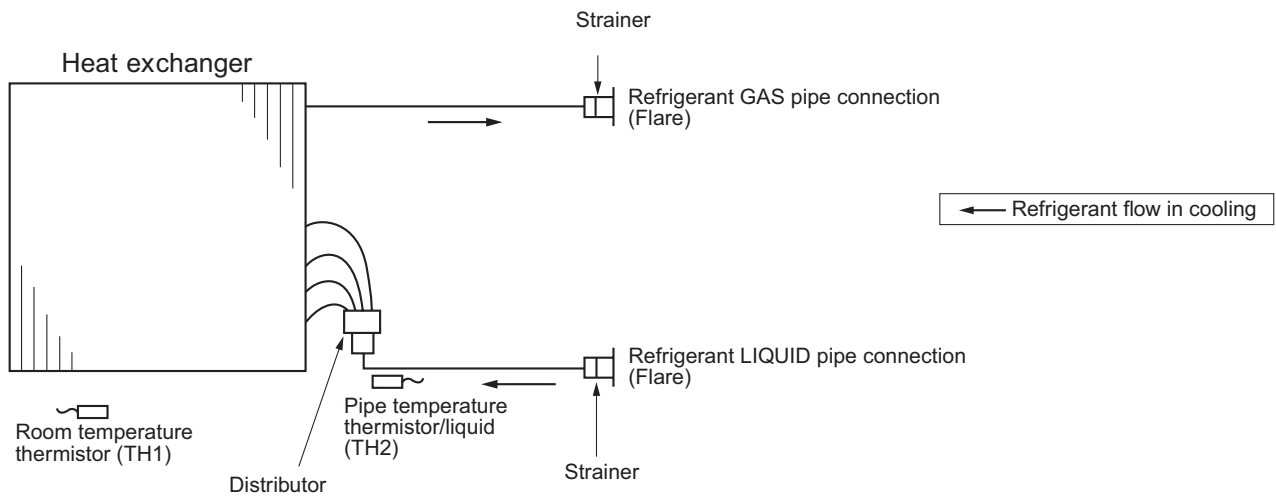 Strainer
Heat exchanger
Refrigerant GAS pipe connection
(Flare)
Refrigerant flow in cooling
Refrigerant LIQUID pipe connection
(Flare)
Pipe temperature
thermistor/liquid
(TH2)
Room temperature
thermistor (TH1)
Strainer
Distributor